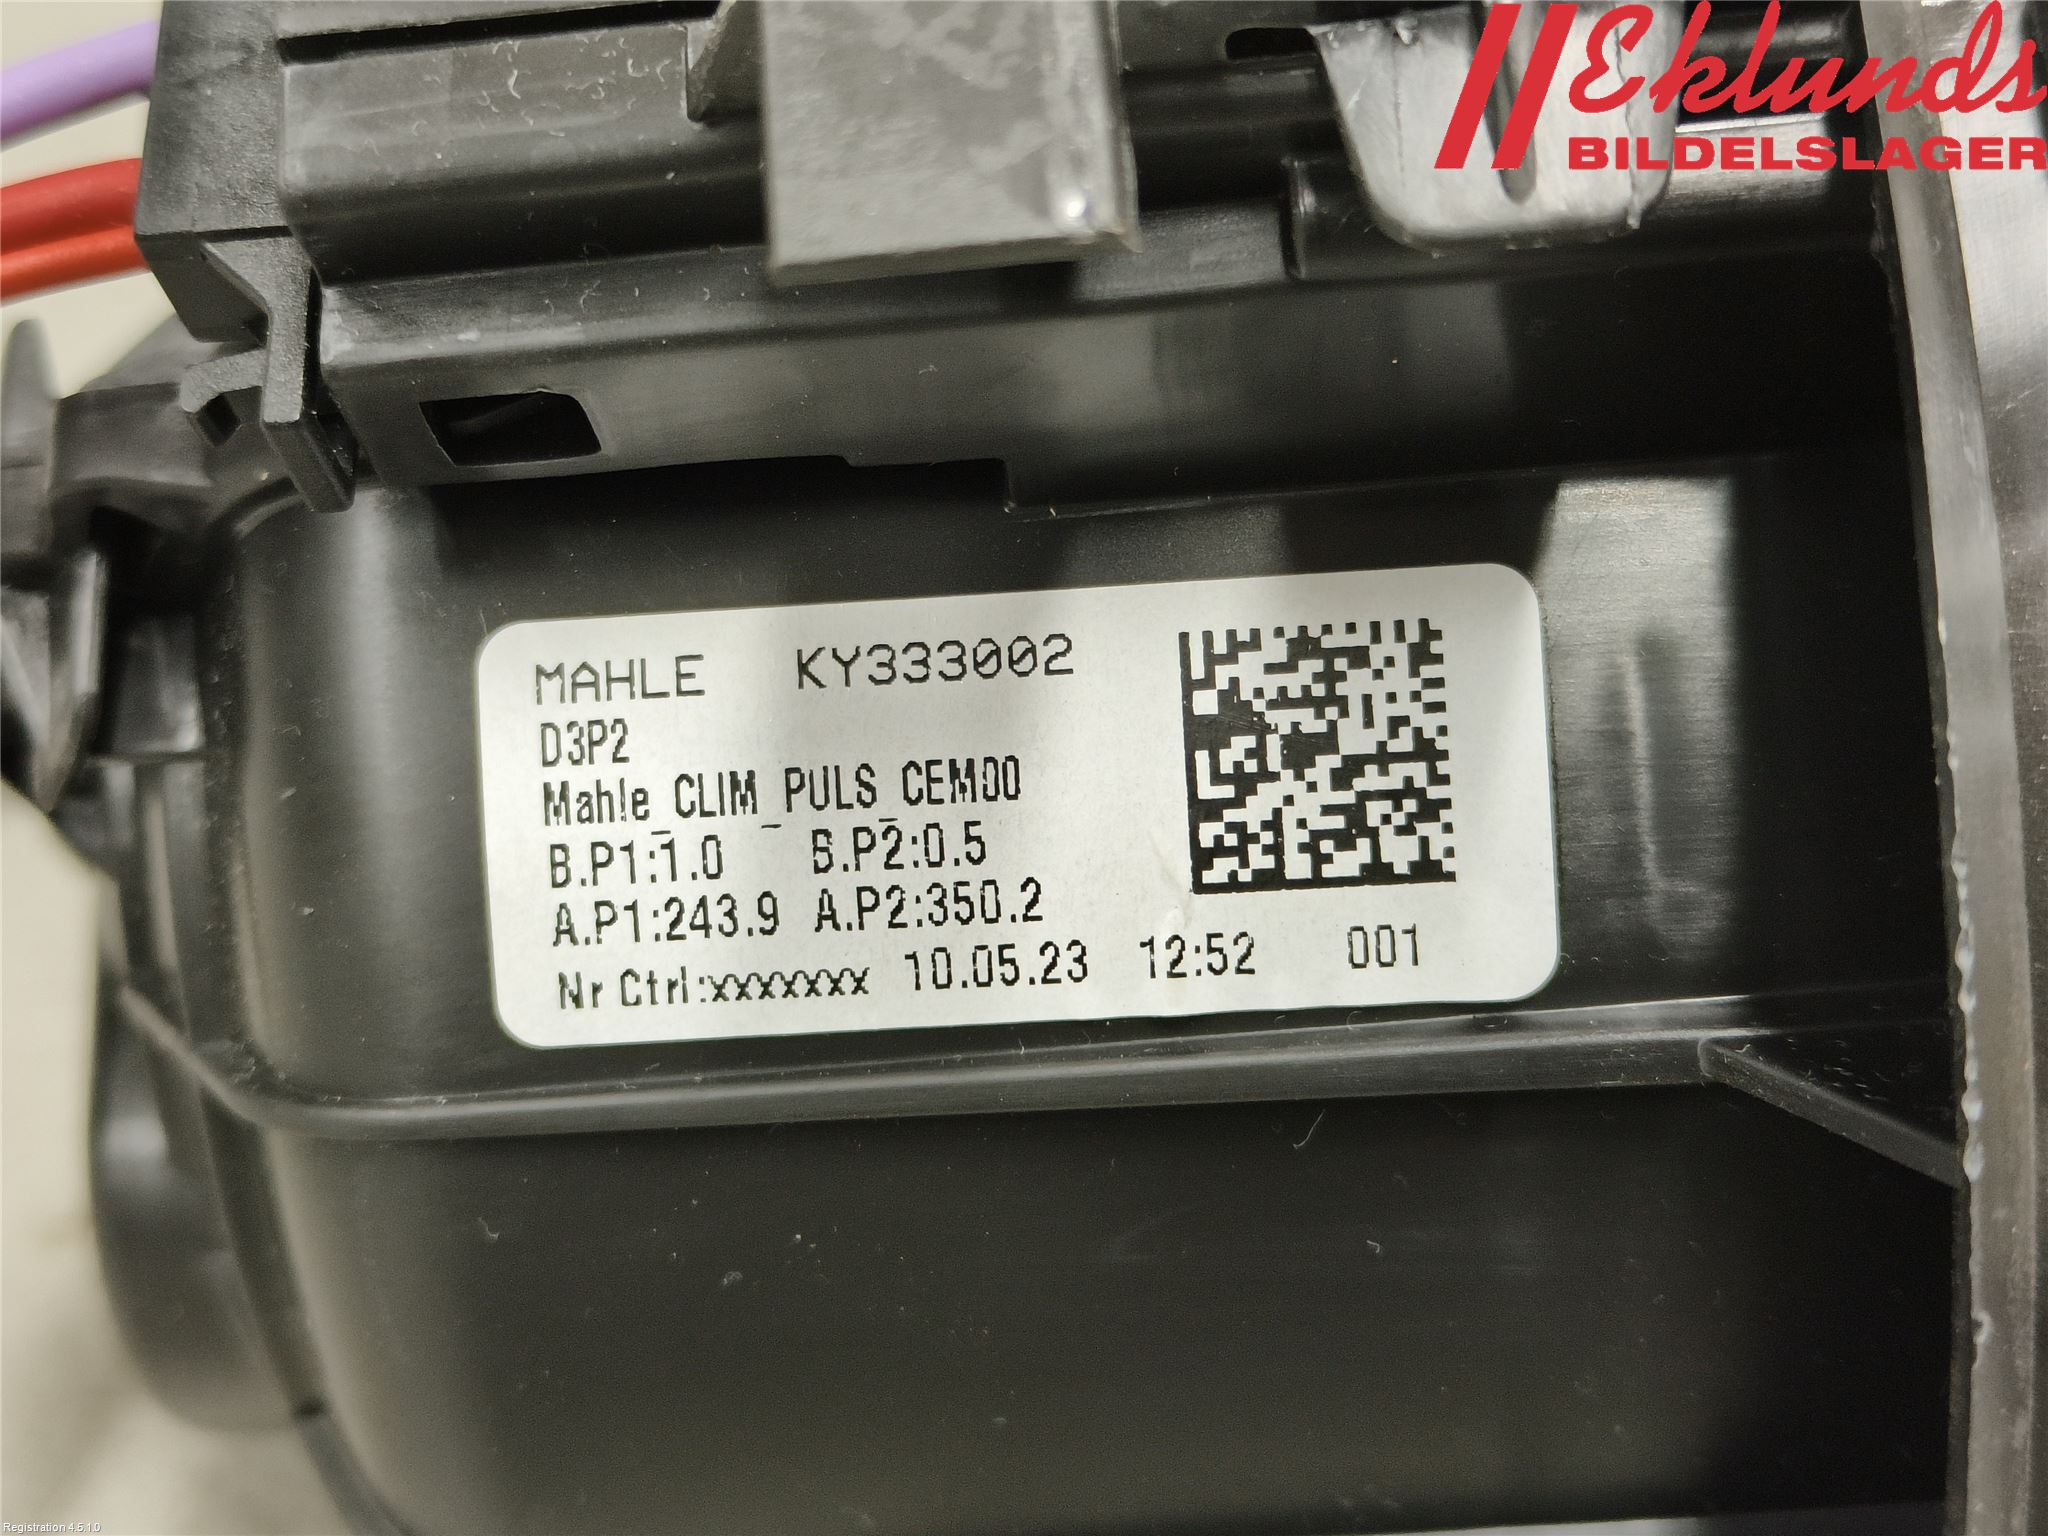 Eklunds
BILDELSLAGER
MAHLE KY333002
D3P2
Mahle_CLIM_PULS_CEM00
B.P1:1.0 B.P2:0.5
A.P1:243.9 A.P2:350.2
Nr Ctrl:xxxxxxx 10.05.23 12:52 001
Registration 4.5.1.0